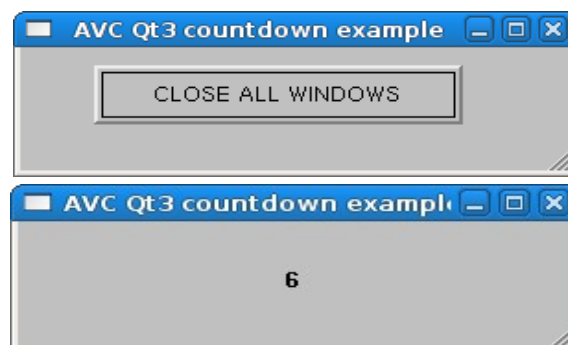 AVC Qt3 countdown example
CLOSE ALL WINDOWS
AVC Qt3 countdown exampl
6